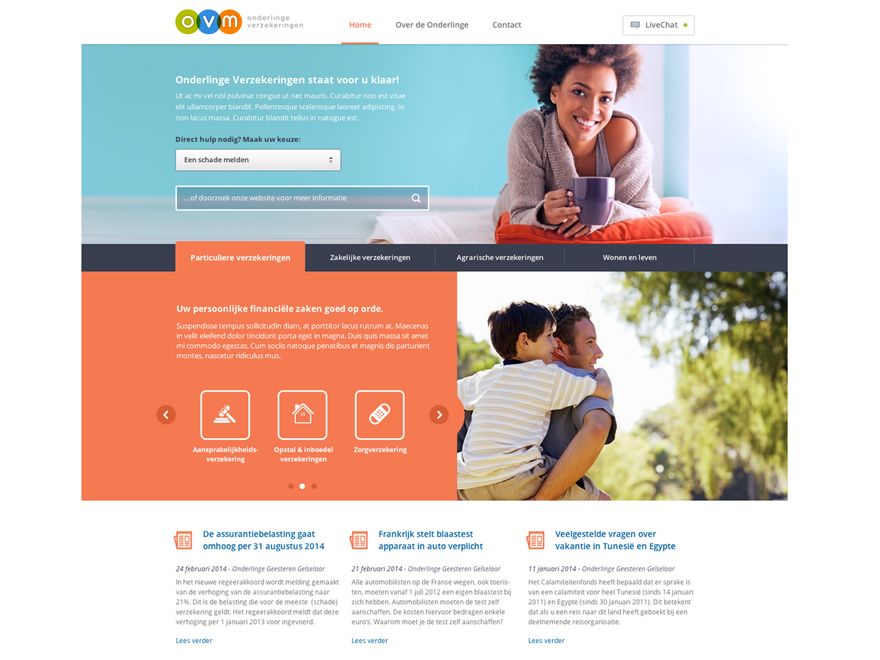 ovm onderlinge
verzekeringen
Home
Over de Onderlinge
Contact
LiveChat
Onderlinge Verzekeringen staat voor u klaar!
Ut ac mi vel nisl pulvinar congue ut nec mauris. Curabitur non est vitae
elit ullamcorper blandit. Pellentesque scelerisque laoreet adipiscing. In
non lacus massa. Curabitur blandit tellus in natogue est.
Direct hulp nodig? Maak uw keuze:
Een schade melden
... of doorzoek onze website voor meer informatie
Particuliere verzekeringen
Zakelijke verzekeringen
Agrarische verzekeringen
Wonen en leven
Uw persoonlijke financiële zaken goed op orde.
Suspendisse tempus sollicitudin diam, at porttitor lacus rutrum at. Maecenas
in velit eleifend dolor tincidunt porta eget in magna. Duis quis massa sit amet
mi commodo egestas. Cum sociis natoque penatibus et magnis dis parturient
montes, nascetur ridiculus mus.
Aansprakelijkheids-
verzekering
Opstal & inboedel
verzekeringen
Zorgverzekering
De assurantiebelasting gaat
omhoog per 31 augustus 2014
24 februari 2014 - Onderlinge Geesteren Gelselaar
In het nieuwe regeerakkoord wordt melding gemaakt
van de verhoging van de assurantiebelasting naar
21%. Dit is de belasting die voor de meeste (schade)
verzekering geldt. Het regeerakkoord meldt dat deze
verhoging per 1 januari 2013 voor ingevoerd.
Lees verder
Frankrijk stelt blaastest
apparaat in auto verplicht
21 februari 2014 - Onderlinge Geesteren Gelselaar
Alle automobilisten op de Franse wegen, ook toeris-
ten, moeten vanaf 1 juli 2012 een eigen blaastest bij
zich hebben. Automobilisten moeten de test zelf
aanschaffen. De kosten hiervoor bedragen enkele
euro's. Waarom moet je de test zelf aanschaffen?
Lees verder
Veelgestelde vragen over
vakantie in Tunesië en Egypte
11 januari 2014 - Onderlinge Geesteren Gelselaar
Het Calamiteitenfonds heeft bepaald dat er sprake is
van een calamiteit voor heel Tunesië (sinds 14 januari
2011) en Egypte (sinds 30 januari 2011). Dit betekent
dat als u een reis naar dit land heeft geboekt bij een
deelnemende reisorganisatie.
Lees verder